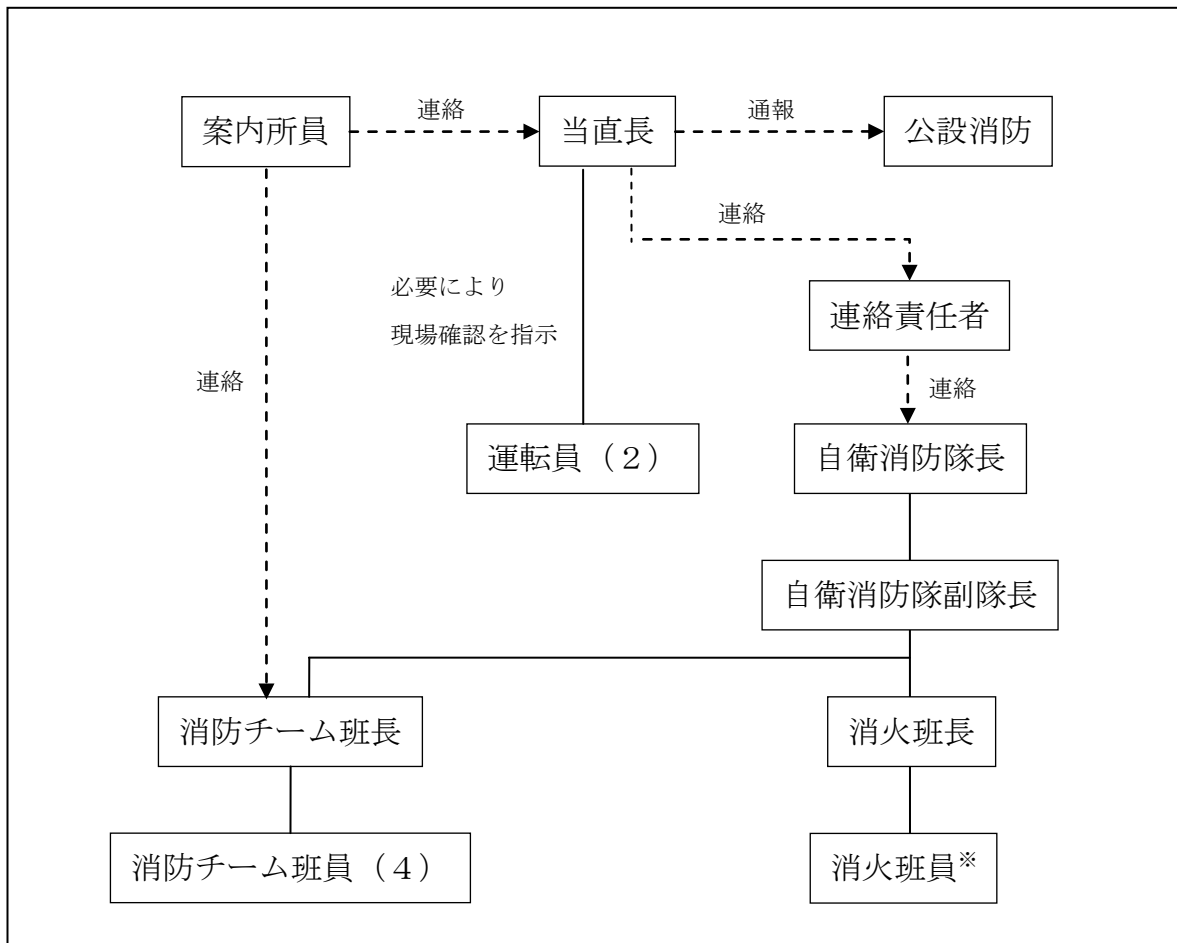 案内所員
連絡
当直長
通報
公設消防
連絡
必要により
現場確認を指示
連絡責任者
連絡
連絡
運転員（２）
自衛消防隊長
自衛消防隊副隊長
消防チーム班長
消火班長
消防チーム班員（４）
消火班員※